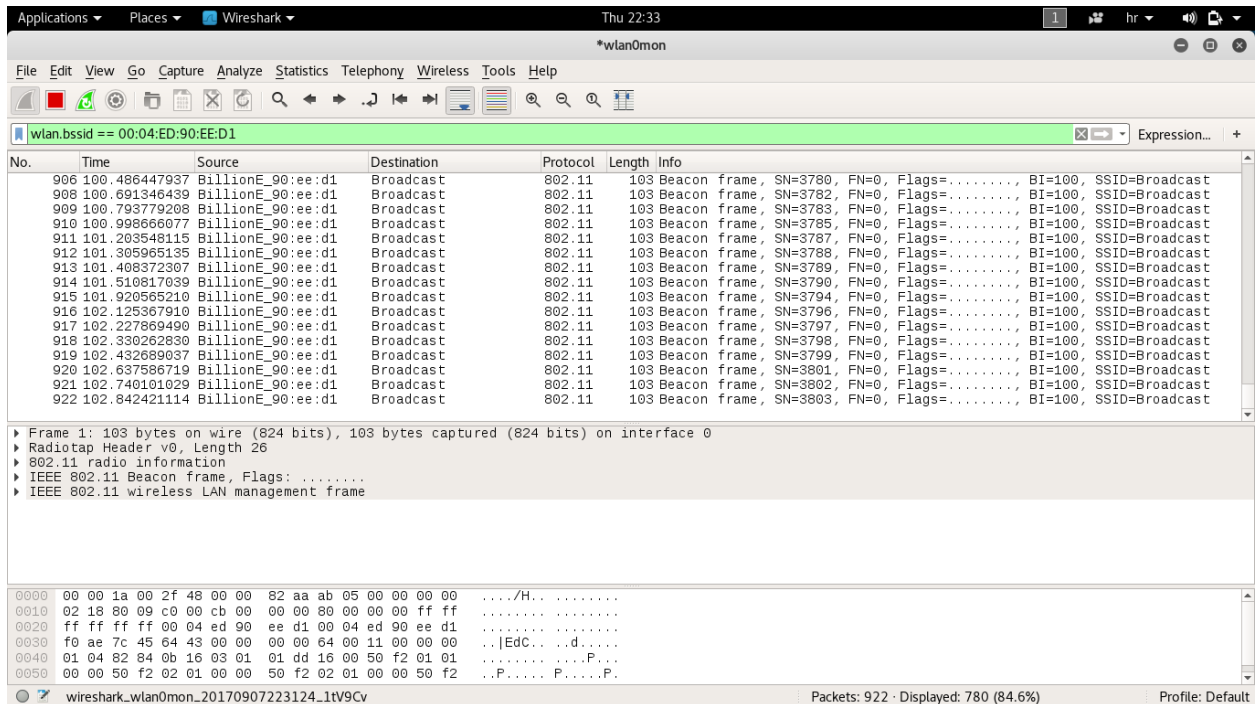 Applications Places Wireshark Thu 22:33 1 hr
*wlan0mon
File Edit View Go Capture Analyze Statistics Telephony Wireless Tools Help
wlan.bssid == 00:04:ED:90:EE:D1 Expression... +
No. Time Source Destination Protocol Length Info
906 100.486447937 BillionE_90:ee:d1 Broadcast 802.11 103 Beacon frame, SN=3780, FN=0, Flags=........, BI=100, SSID=Broadcast
908 100.691346439 BillionE_90:ee:d1 Broadcast 802.11 103 Beacon frame, SN=3782, FN=0, Flags=........, BI=100, SSID=Broadcast
909 100.793779208 BillionE_90:ee:d1 Broadcast 802.11 103 Beacon frame, SN=3783, FN=0, Flags=........, BI=100, SSID=Broadcast
910 100.998666077 BillionE_90:ee:d1 Broadcast 802.11 103 Beacon frame, SN=3785, FN=0, Flags=........, BI=100, SSID=Broadcast
911 101.203548115 BillionE_90:ee:d1 Broadcast 802.11 103 Beacon frame, SN=3787, FN=0, Flags=........, BI=100, SSID=Broadcast
912 101.305965135 BillionE_90:ee:d1 Broadcast 802.11 103 Beacon frame, SN=3788, FN=0, Flags=........, BI=100, SSID=Broadcast
913 101.408372307 BillionE_90:ee:d1 Broadcast 802.11 103 Beacon frame, SN=3789, FN=0, Flags=........, BI=100, SSID=Broadcast
914 101.510817039 BillionE_90:ee:d1 Broadcast 802.11 103 Beacon frame, SN=3790, FN=0, Flags=........, BI=100, SSID=Broadcast
915 101.920565210 BillionE_90:ee:d1 Broadcast 802.11 103 Beacon frame, SN=3794, FN=0, Flags=........, BI=100, SSID=Broadcast
916 102.125367910 BillionE_90:ee:d1 Broadcast 802.11 103 Beacon frame, SN=3796, FN=0, Flags=........, BI=100, SSID=Broadcast
917 102.227869490 BillionE_90:ee:d1 Broadcast 802.11 103 Beacon frame, SN=3797, FN=0, Flags=........, BI=100, SSID=Broadcast
918 102.330262830 BillionE_90:ee:d1 Broadcast 802.11 103 Beacon frame, SN=3798, FN=0, Flags=........, BI=100, SSID=Broadcast
919 102.432689037 BillionE_90:ee:d1 Broadcast 802.11 103 Beacon frame, SN=3799, FN=0, Flags=........, BI=100, SSID=Broadcast
920 102.637586719 BillionE_90:ee:d1 Broadcast 802.11 103 Beacon frame, SN=3801, FN=0, Flags=........, BI=100, SSID=Broadcast
921 102.740101029 BillionE_90:ee:d1 Broadcast 802.11 103 Beacon frame, SN=3802, FN=0, Flags=........, BI=100, SSID=Broadcast
922 102.842421114 BillionE_90:ee:d1 Broadcast 802.11 103 Beacon frame, SN=3803, FN=0, Flags=........, BI=100, SSID=Broadcast
Frame 1: 103 bytes on wire (824 bits), 103 bytes captured (824 bits) on interface 0
Radiotap Header v0, Length 26
802.11 radio information
IEEE 802.11 Beacon frame, Flags: ........
IEEE 802.11 wireless LAN management frame
0000 00 00 1a 00 2f 48 00 00 82 aa ab 05 00 00 00 00 ..../H.. ........
0010 02 18 80 09 c0 00 cb 00 00 00 80 00 00 00 ff ff ........ ........
0020 ff ff ff ff 00 04 ed 90 ee d1 00 04 ed 90 ee d1 ........ ........
0030 f0 ae 7c 45 64 43 00 00 00 00 64 00 11 00 00 00 ..|EdC.. ..d.....
0040 01 04 82 84 0b 16 03 01 01 dd 16 00 50 f2 01 01 ........ ....P...
0050 00 00 50 f2 02 01 00 00 50 f2 02 01 00 00 50 f2 ..P..... P.....P.
wireshark_wlan0mon_20170907223124_1tV9Cv Packets: 922 · Displayed: 780 (84.6%) Profile: Default